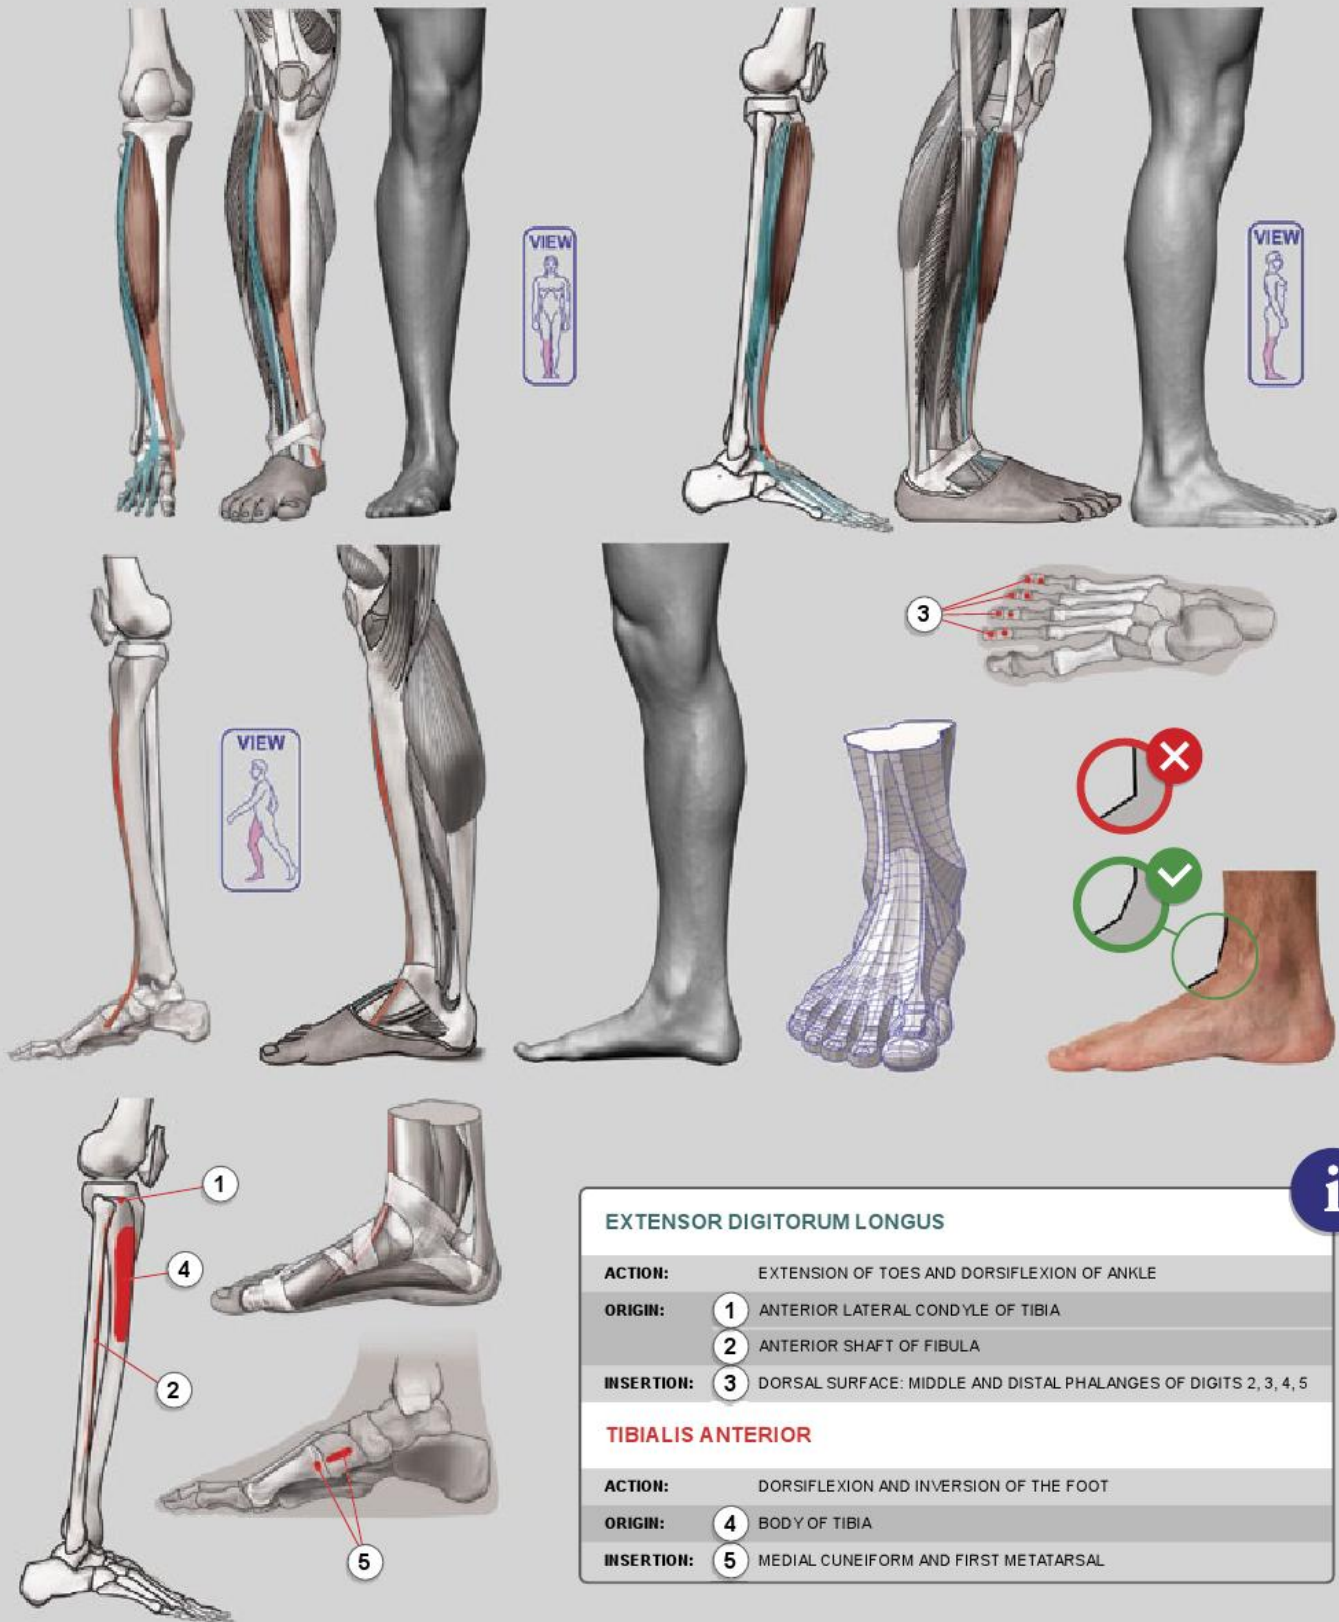 VIEW
VIEW
3
VIEW
1
4
2
5
i
EXTENSOR DIGITORUM LONGUS
ACTION: EXTENSION OF TOES AND DORSIFLEXION OF ANKLE
ORIGIN: 1 ANTERIOR LATERAL CONDYLE OF TIBIA
2 ANTERIOR SHAFT OF FIBULA
INSERTION: 3 DORSAL SURFACE: MIDDLE AND DISTAL PHALANGES OF DIGITS 2, 3, 4, 5
TIBIALIS ANTERIOR
ACTION: DORSIFLEXION AND INVERSION OF THE FOOT
ORIGIN: 4 BODY OF TIBIA
INSERTION: 5 MEDIAL CUNEIFORM AND FIRST METATARSAL